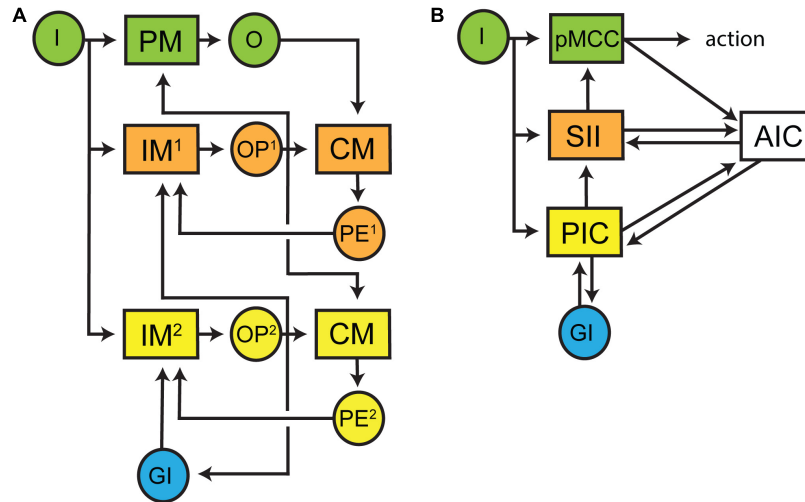 A
I
PM
O
IM¹
OP¹
CM
PE¹
IM²
OP²
CM
PE²
GI
B
I
pMCC
action
SII
AIC
PIC
GI